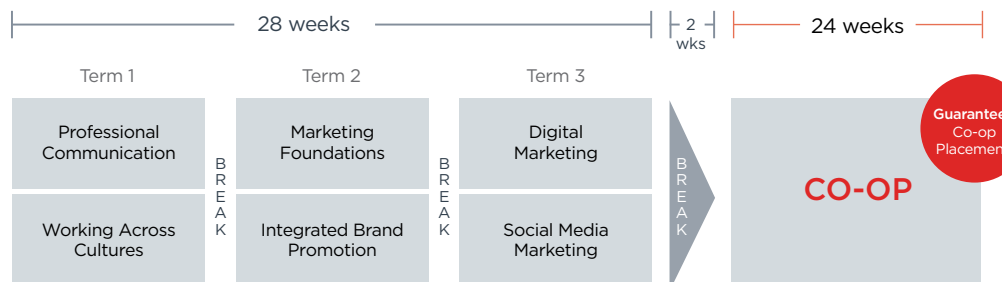 28 weeks
2
wks
24 weeks
Term 1
Term 2
Term 3
Professional
Communication
Marketing
Foundations
Digital
Marketing
Guarantee
Co-op
Placemen
BREAK
BREAK
BREAK
CO-OP
Working Across
Cultures
Integrated Brand
Promotion
Social Media
Marketing